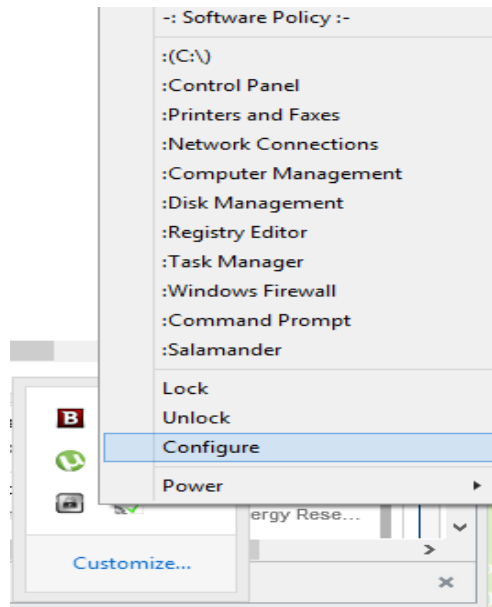 -: Software Policy :-
:(C:\)
:Control Panel
:Printers and Faxes
:Network Connections
:Computer Management
:Disk Management
:Registry Editor
:Task Manager
:Windows Firewall
:Command Prompt
:Salamander
Lock
Unlock
Configure
Power
B
µ
ergy Rese...
Customize...